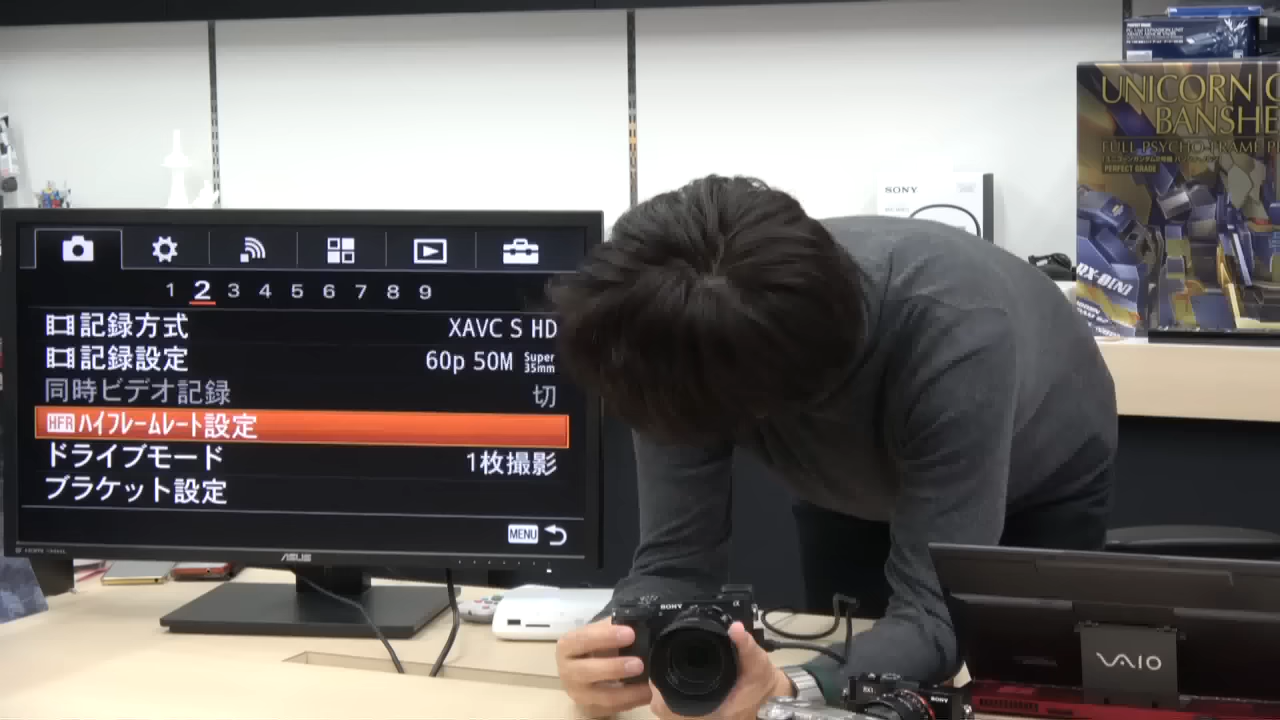 1 2 3 4 5 6 7 8 9
記録方式 XAVC S HD
記録設定 60p 50M Super 35mm
同時ビデオ記録 切
HFR ハイフレームレート設定
ドライブモード 1枚撮影
ブラケット設定
MENU
ASUS
SONY
α
SONY
VAIO
SONY
UNICORN
BANSHE
FULL PSYCHO-FRAME
PERFECT GRADE
RX-0[N]